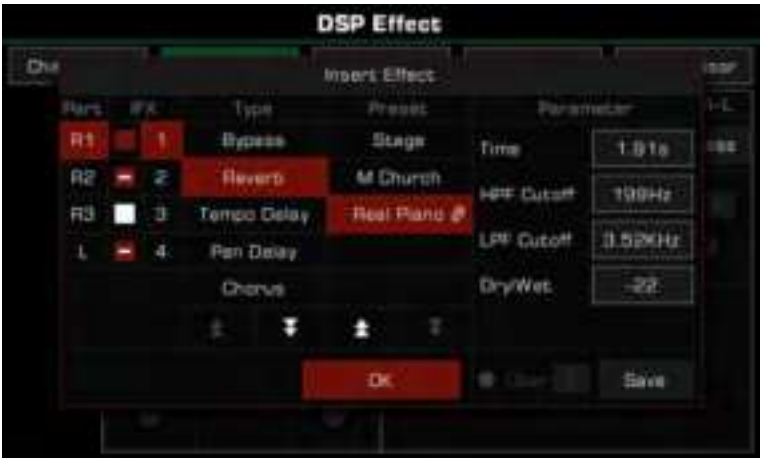 DSP Effect
Insert Effect
Part IFX Type Preset Parameter
R1 1 Bypass Stage Time 1.81s
R2 2 Reverb M Church HPF Cutoff 199Hz
R3 3 Tempo Delay Real Piano LPF Cutoff 3.52KHz
L 4 Pan Delay Dry/Wet -22
Chorus
OK User Save